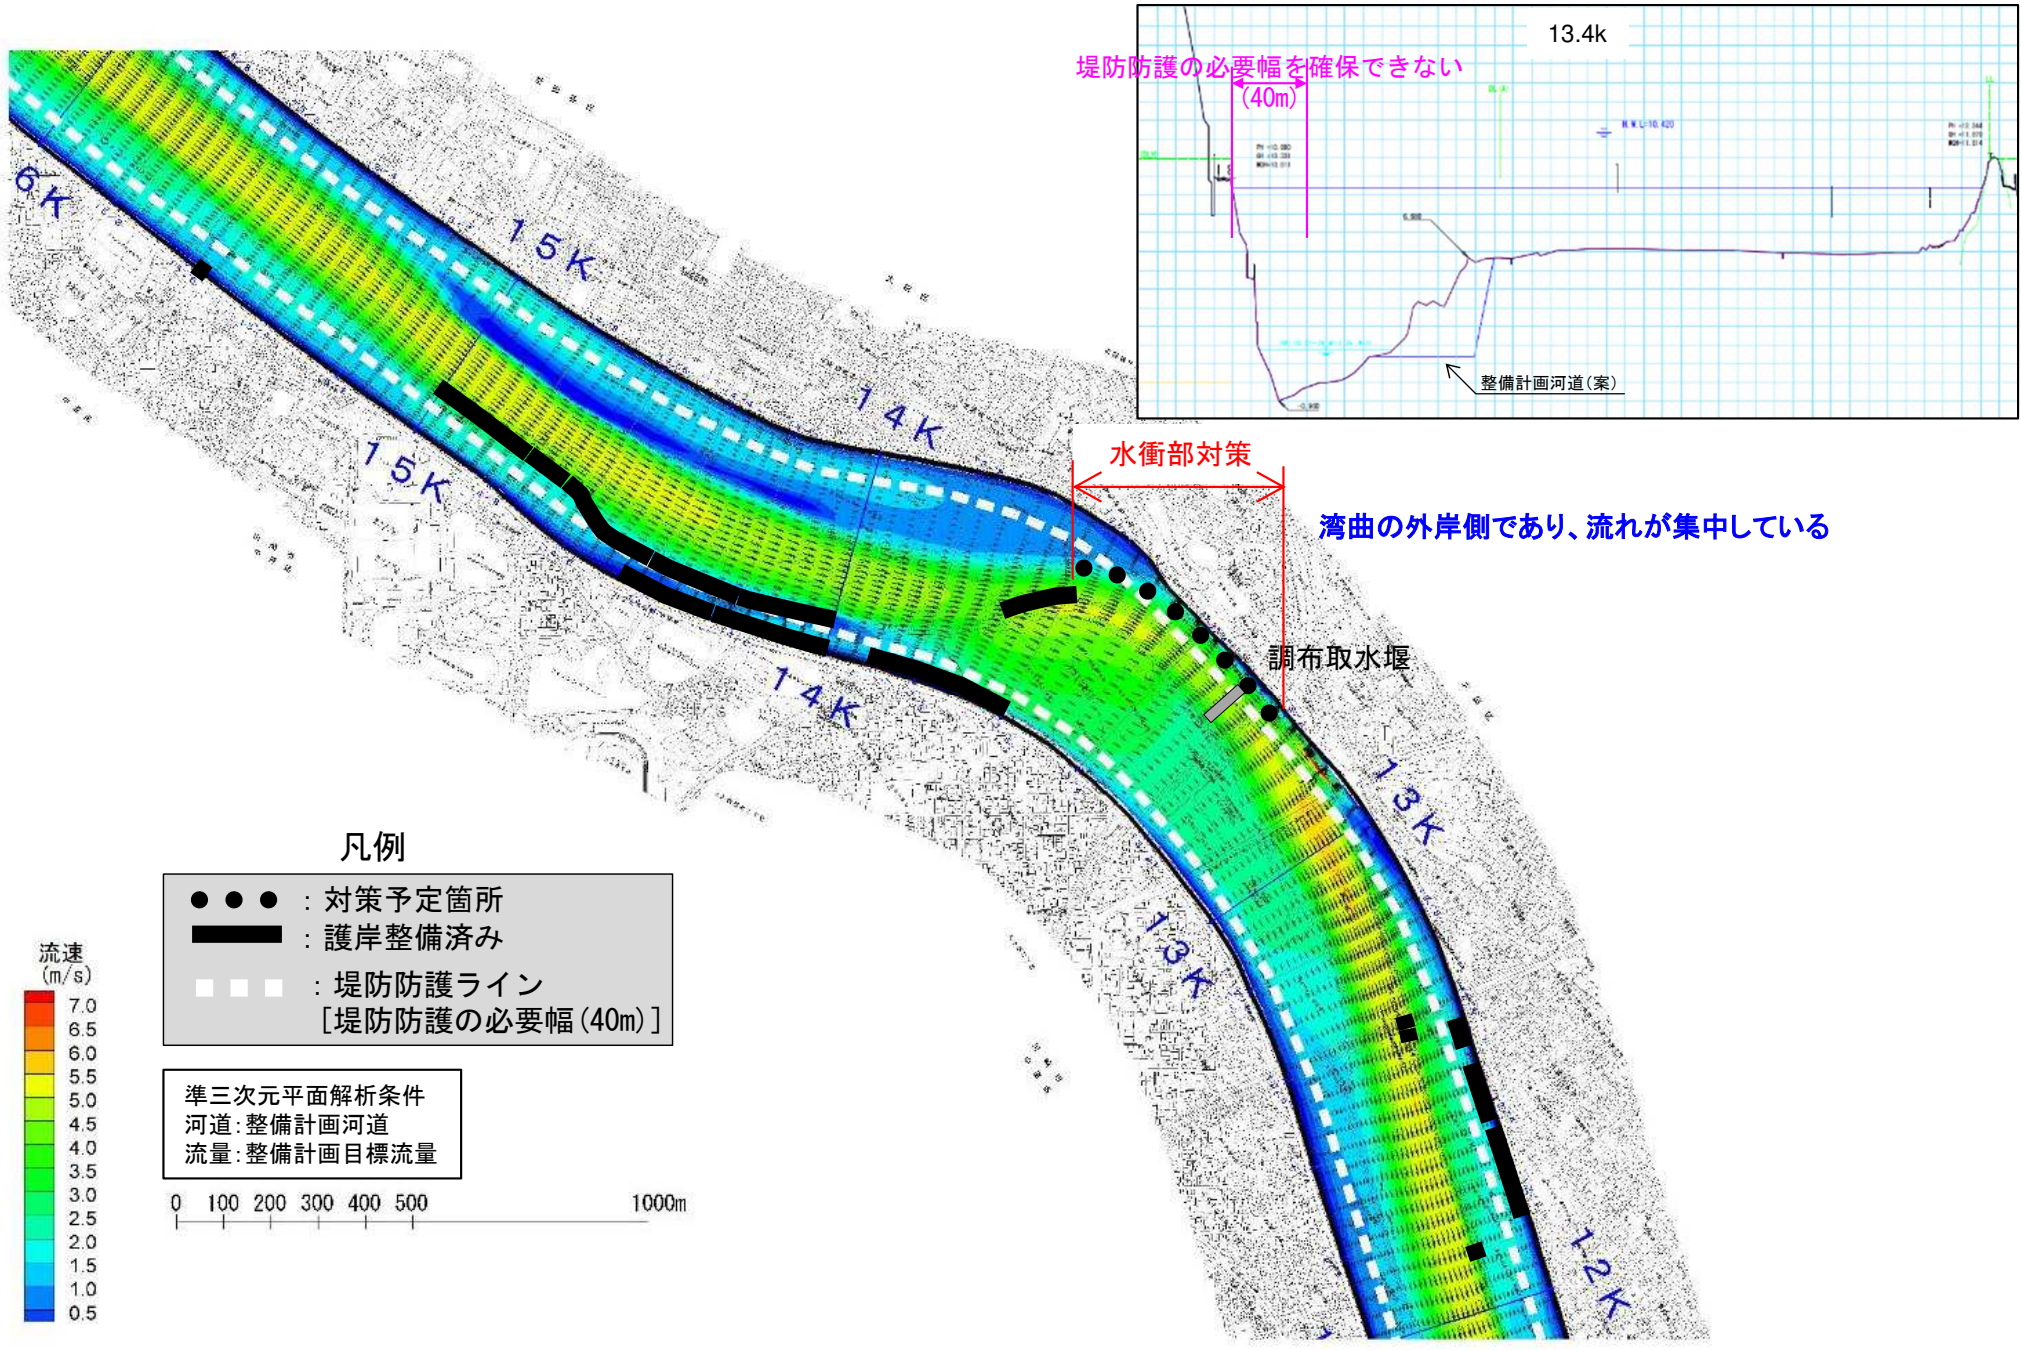 13.4k
堤防防護の必要幅を確保できない
(40m)
H.W.L=10.420
整備計画河道(案)
6K
15K
14K
水衝部対策
湾曲の外岸側であり、流れが集中している
15K
調布取水堰
14K
13K
13K
12K
凡例
: 対策予定箇所
: 護岸整備済み
: 堤防防護ライン
[堤防防護の必要幅(40m)]
流速
(m/s)
7.0
6.5
6.0
5.5
5.0
4.5
4.0
3.5
3.0
2.5
2.0
1.5
1.0
0.5
準三次元平面解析条件
河道:整備計画河道
流量:整備計画目標流量
0 100 200 300 400 500 1000m